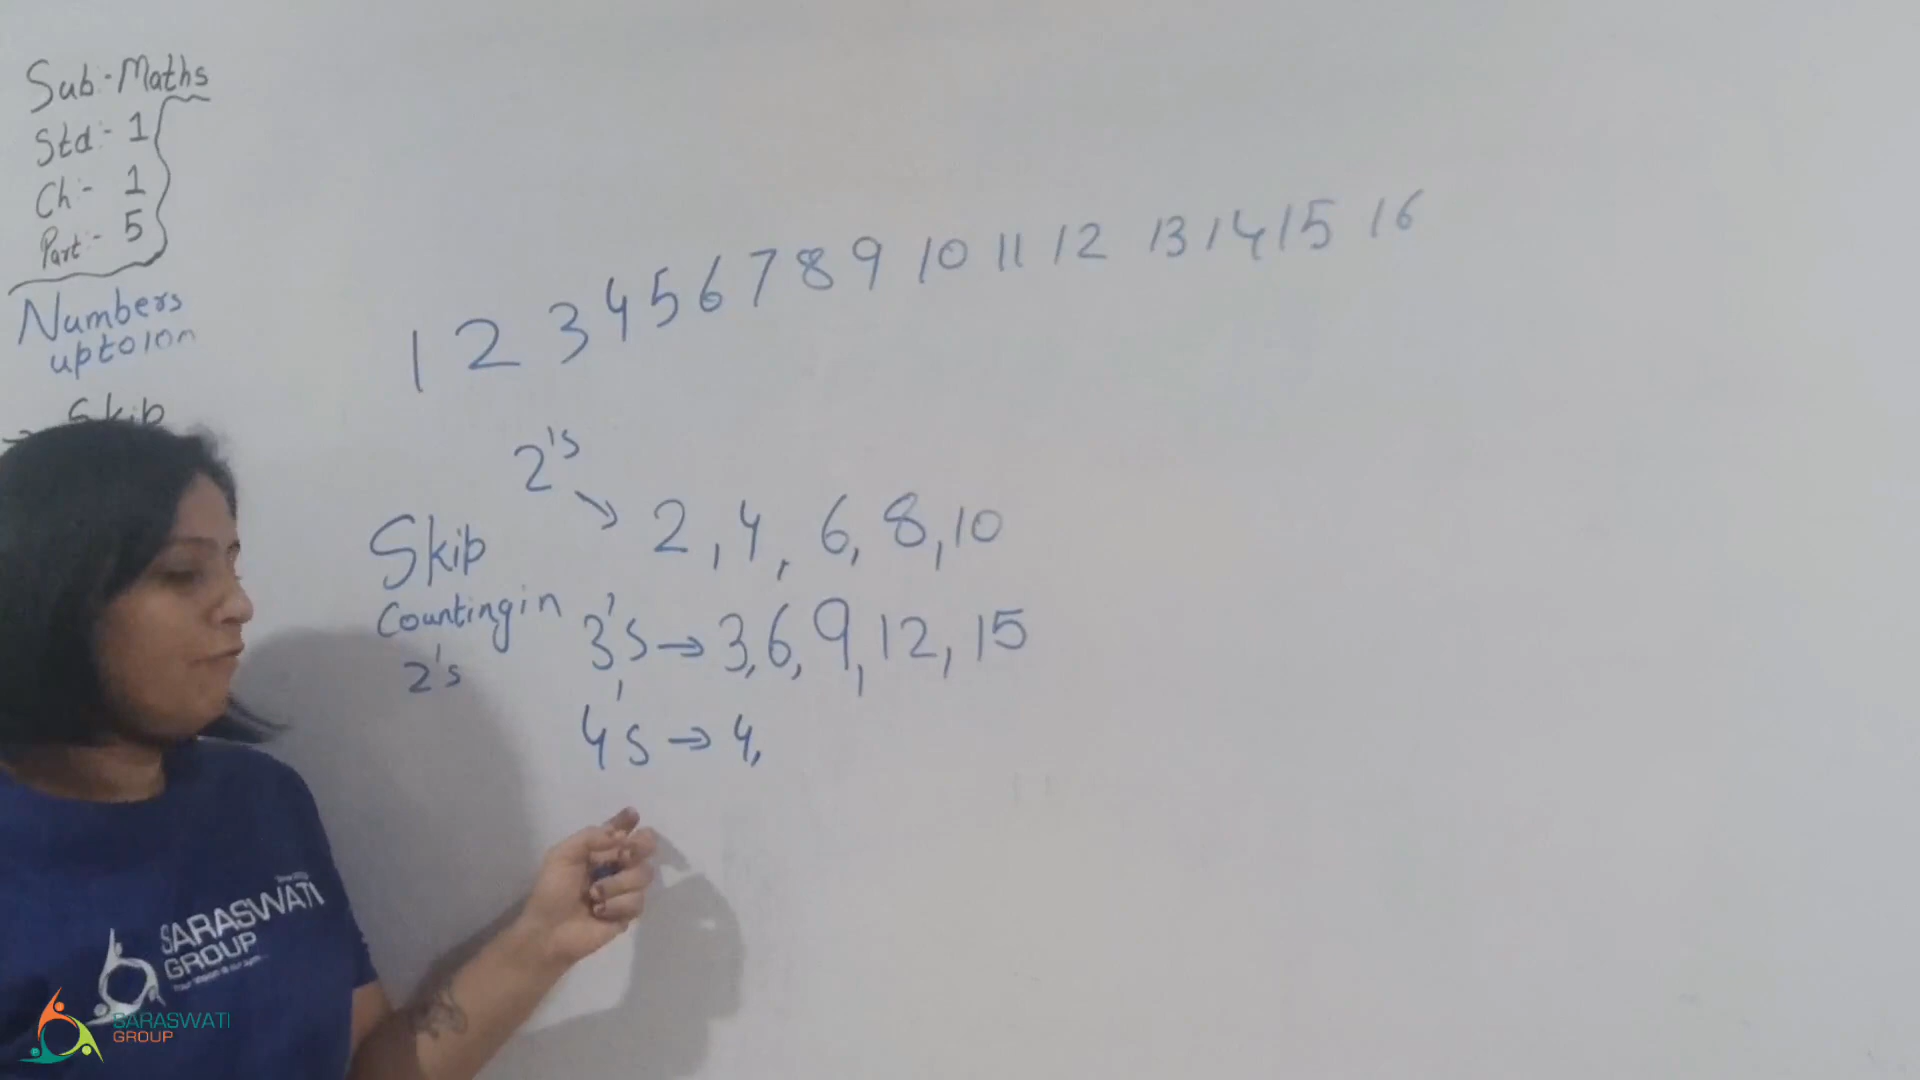 Sub:- Maths
Std:- 1
Ch:- 1
Part:- 5
Numbers
upto100
Skip
1 2 3 4 5 6 7 8 9 10 11 12 13 14 15 16
2's
→ 2, 4, 6, 8, 10
Skip
Counting in
2's
3's → 3, 6, 9, 12, 15
4's → 4,
SARASWATI
GROUP
SARASWATI
GROUP